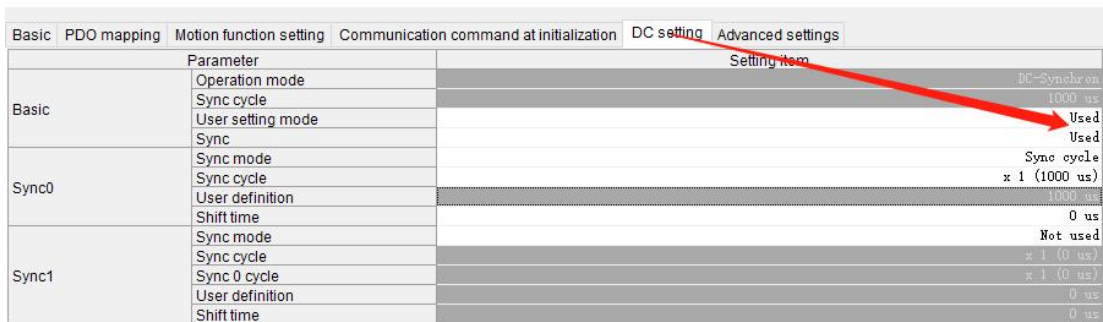 Basic PDO mapping Motion function setting Communication command at initialization DC setting Advanced settings
Parameter Setting item
Basic
Operation mode DC-Synchron
Sync cycle 1000 us
User setting mode Used
Sync Used
Sync0
Sync mode Sync cycle
Sync cycle x 1 (1000 us)
User definition 1000 us
Shift time 0 us
Sync1
Sync mode Not used
Sync cycle x 1 (0 us)
Sync 0 cycle x 1 (0 us)
User definition 0 us
Shift time 0 us